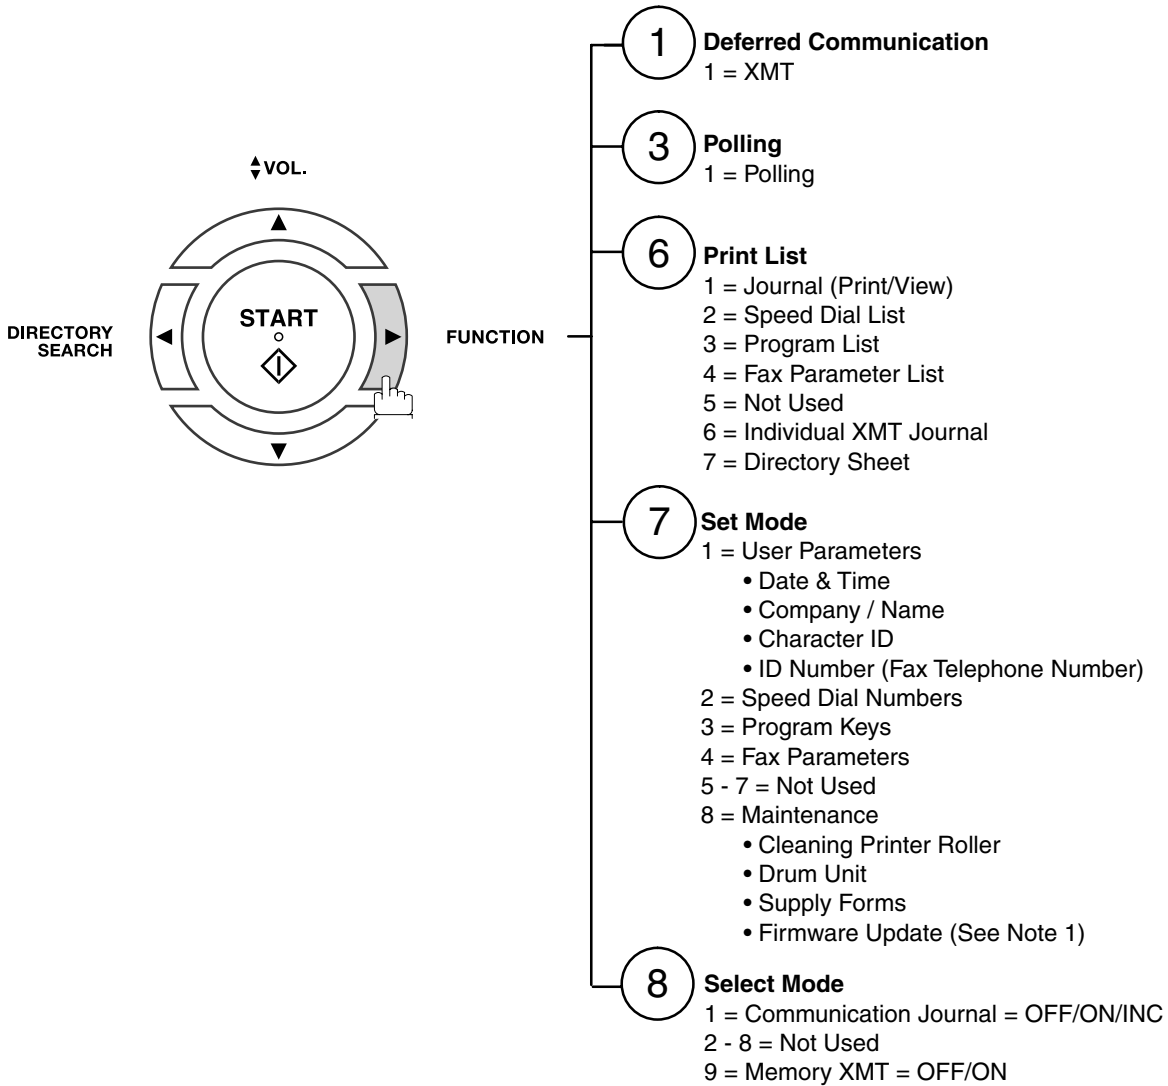 VOL.
START
DIRECTORY
SEARCH
FUNCTION
1
Deferred Communication
1 = XMT
3
Polling
1 = Polling
6
Print List
1 = Journal (Print/View)
2 = Speed Dial List
3 = Program List
4 = Fax Parameter List
5 = Not Used
6 = Individual XMT Journal
7 = Directory Sheet
7
Set Mode
1 = User Parameters
• Date & Time
• Company / Name
• Character ID
• ID Number (Fax Telephone Number)
2 = Speed Dial Numbers
3 = Program Keys
4 = Fax Parameters
5 - 7 = Not Used
8 = Maintenance
• Cleaning Printer Roller
• Drum Unit
• Supply Forms
• Firmware Update (See Note 1)
8
Select Mode
1 = Communication Journal = OFF/ON/INC
2 - 8 = Not Used
9 = Memory XMT = OFF/ON